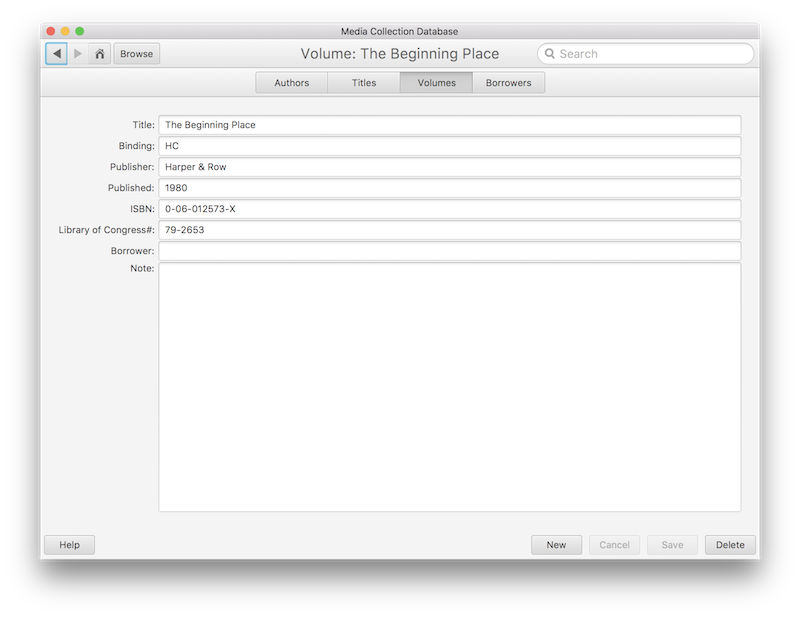 Media Collection Database
Browse
Volume: The Beginning Place
Search
Authors Titles Volumes Borrowers
Title: The Beginning Place
Binding: HC
Publisher: Harper & Row
Published: 1980
ISBN: 0-06-012573-X
Library of Congress#: 79-2653
Borrower:
Note:
Help New Cancel Save Delete